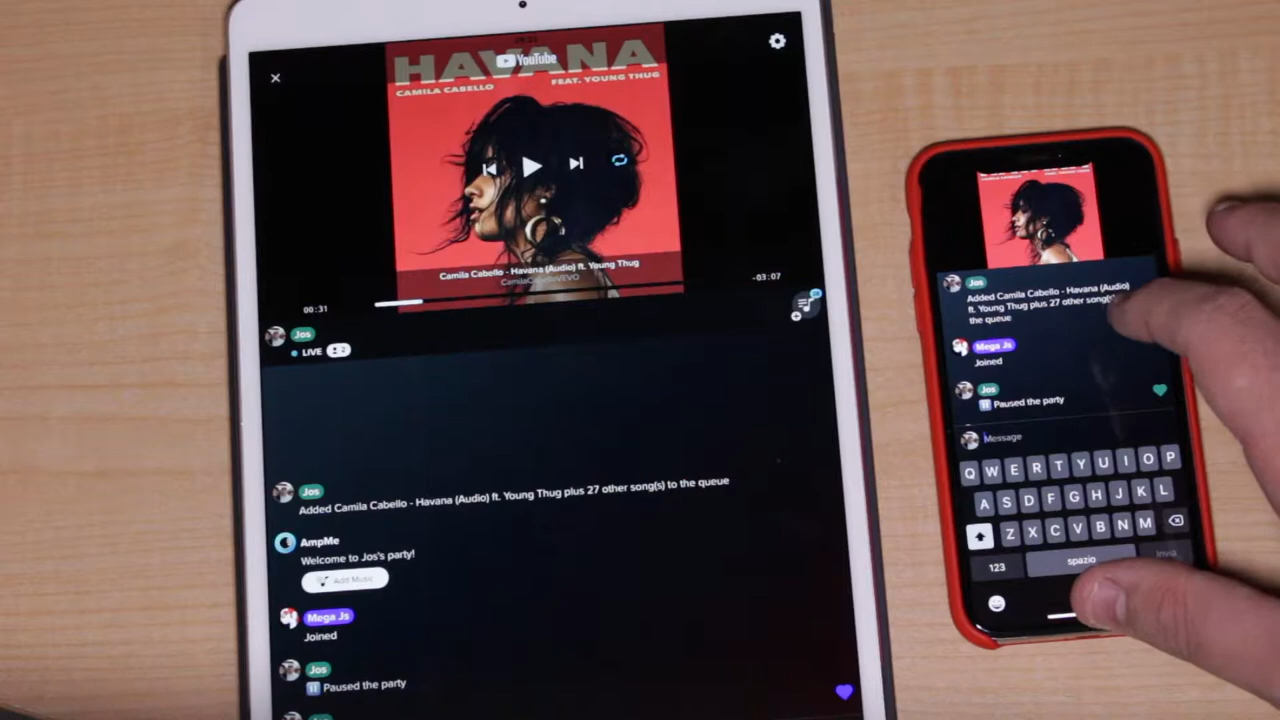 HAVANA
YouTube
CAMILA CABELLO
FEAT. YOUNG THUG
Camila Cabello - Havana (Audio) ft. Young Thug
CamilaCabelloVEVO
00:31
-03:07
Jos
LIVE 2
Jos
Added Camila Cabello - Havana (Audio) ft. Young Thug plus 27 other song(s) to the queue
AmpMe
Welcome to Jos's party!
Add Music
Mega Js
Joined
Jos
Paused the party
Jos
Added Camila Cabello - Havana (Audio)
ft. Young Thug plus 27 other song(s)
the queue
Mega Js
Joined
Jos
Paused the party
Message
Q W E R T Y U I O P
A S D F G H J K L
Z X C V B N M
123 spazio Invia